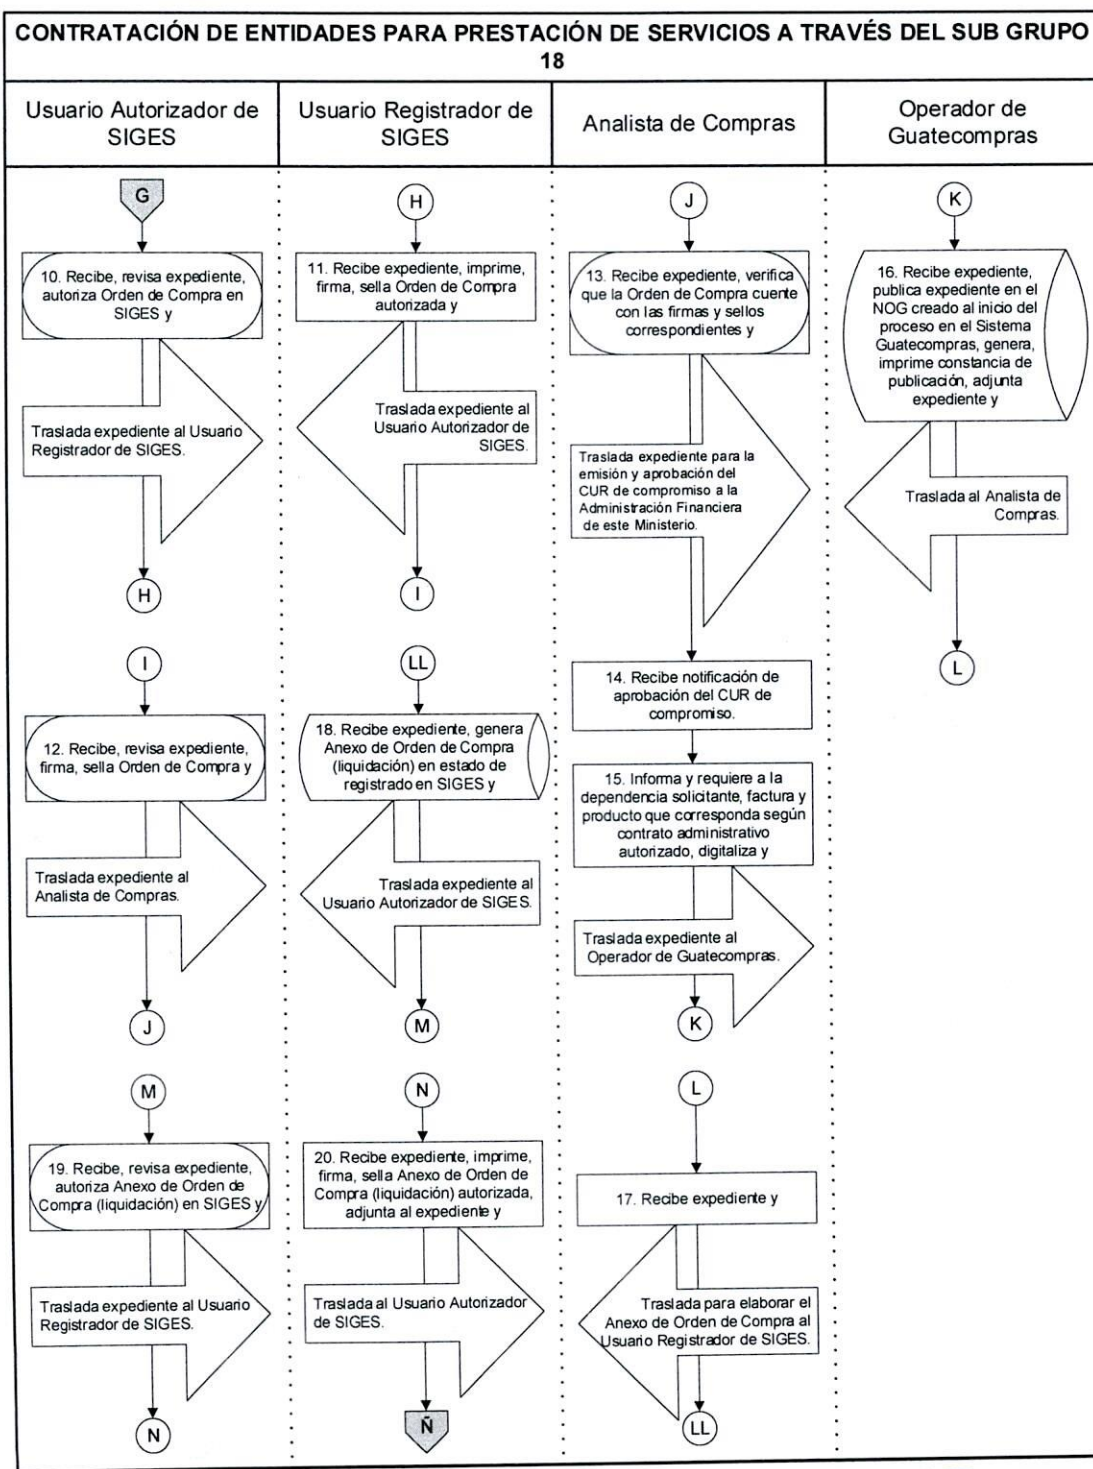 CONTRATACIÓN DE ENTIDADES PARA PRESTACIÓN DE SERVICIOS A TRAVÉS DEL SUB GRUPO
18
Usuario Autorizador de
SIGES
Usuario Registrador de
SIGES
Analista de Compras
Operador de
Guatecompras
G
10. Recibe, revisa expediente,
autoriza Orden de Compra en
SIGES y
Traslada expediente al Usuario
Registrador de SIGES.
H
I
12. Recibe, revisa expediente,
firma, sella Orden de Compra y
Traslada expediente al
Analista de Compras.
J
M
19. Recibe, revisa expediente,
autoriza Anexo de Orden de
Compra (liquidación) en SIGES y
Traslada expediente al Usuario
Registrador de SIGES.
N
H
11. Recibe expediente, imprime,
firma, sella Orden de Compra
autorizada y
Traslada expediente al
Usuario Autorizador de
SIGES.
I
LL
18. Recibe expediente, genera
Anexo de Orden de Compra
(liquidación) en estado de
registrado en SIGES y
Traslada expediente al
Usuario Autorizador de SIGES.
M
N
20. Recibe expediente, imprime,
firma, sella Anexo de Orden de
Compra (liquidación) autorizada,
adjunta al expediente y
Traslada al Usuario Autorizador
de SIGES.
Ñ
J
13. Recibe expediente, verifica
que la Orden de Compra cuente
con las firmas y sellos
correspondientes y
Traslada expediente para la
emisión y aprobación del
CUR de compromiso a la
Administración Financiera
de este Ministerio.
14. Recibe notificación de
aprobación del CUR de
compromiso.
15. Informa y requiere a la
dependencia solicitante, factura y
producto que corresponda según
contrato administrativo
autorizado, digitaliza y
Traslada expediente al
Operador de Guatecompras.
K
L
17. Recibe expediente y
Traslada para elaborar el
Anexo de Orden de Compra al
Usuario Registrador de SIGES.
LL
K
16. Recibe expediente,
publica expediente en el
NOG creado al inicio del
proceso en el Sistema
Guatecompras, genera,
imprime constancia de
publicación, adjunta
expediente y
Traslada al Analista de
Compras.
L